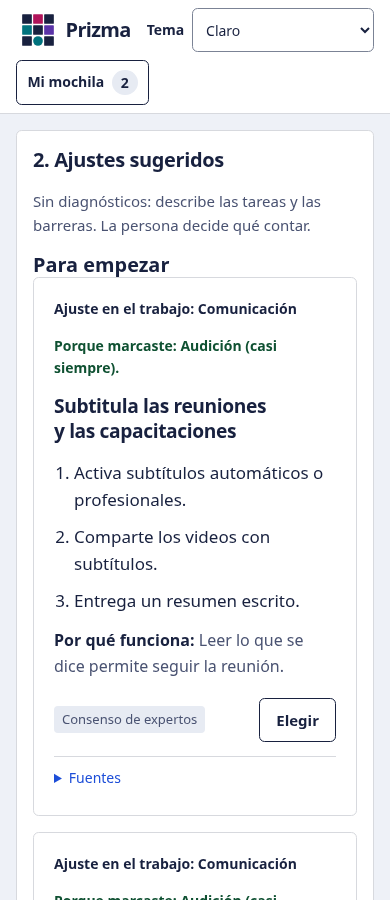 Prizma
Tema
Claro
Mi mochila 2
2. Ajustes sugeridos
Sin diagnósticos: describe las tareas y las
barreras. La persona decide qué contar.
Para empezar
Ajuste en el trabajo: Comunicación
Porque marcaste: Audición (casi
siempre).
Subtitula las reuniones
y las capacitaciones
1. Activa subtítulos automáticos o
profesionales.
2. Comparte los videos con
subtítulos.
3. Entrega un resumen escrito.
Por qué funciona: Leer lo que se
dice permite seguir la reunión.
Consenso de expertos
Elegir
Fuentes
Ajuste en el trabajo: Comunicación
Porque marcaste: Audición (casi